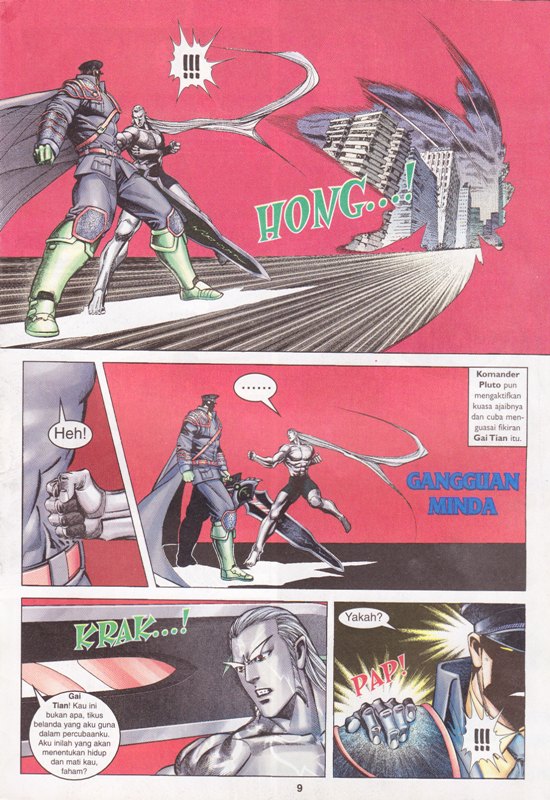 !!!
HONG...!
Heh!
......
Komander
Pluto pun
mengaktifkan
kuasa ajaibnya
dan cuba men-
guasai fikiran
Gai Tian itu.
GANGGUAN
MINDA
KRAK...!
Gai
Tian! Kau ini
bukan apa, tikus
belanda yang aku guna
dalam percubaanku.
Aku inilah yang akan
menentukan hidup
dan mati kau,
faham?
Yakah?
PAP!
!!!
9